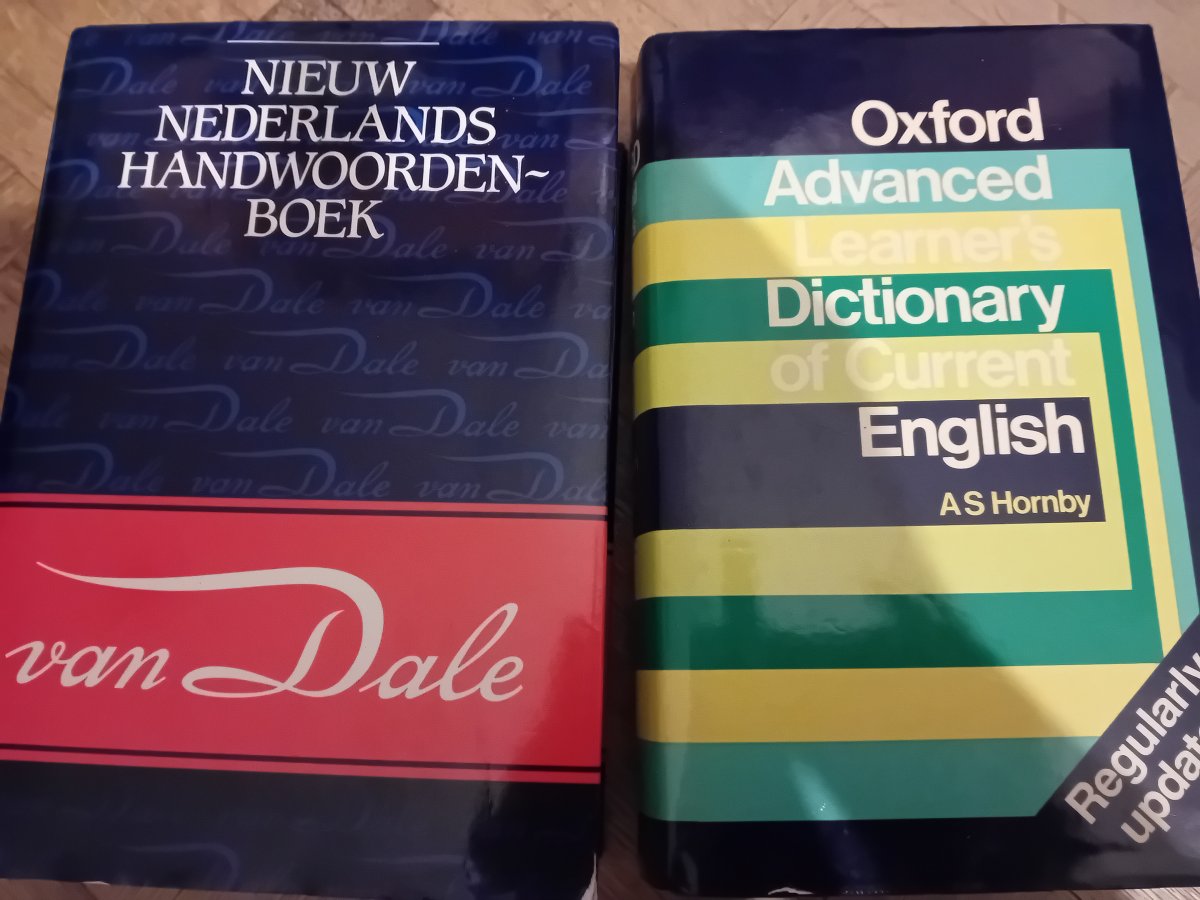 NIEUW
NEDERLANDS
HANDWOORDEN~
BOEK
van Dale
Oxford
Advanced
Learner's
Dictionary
of Current
English
A S Hornby
Regularly